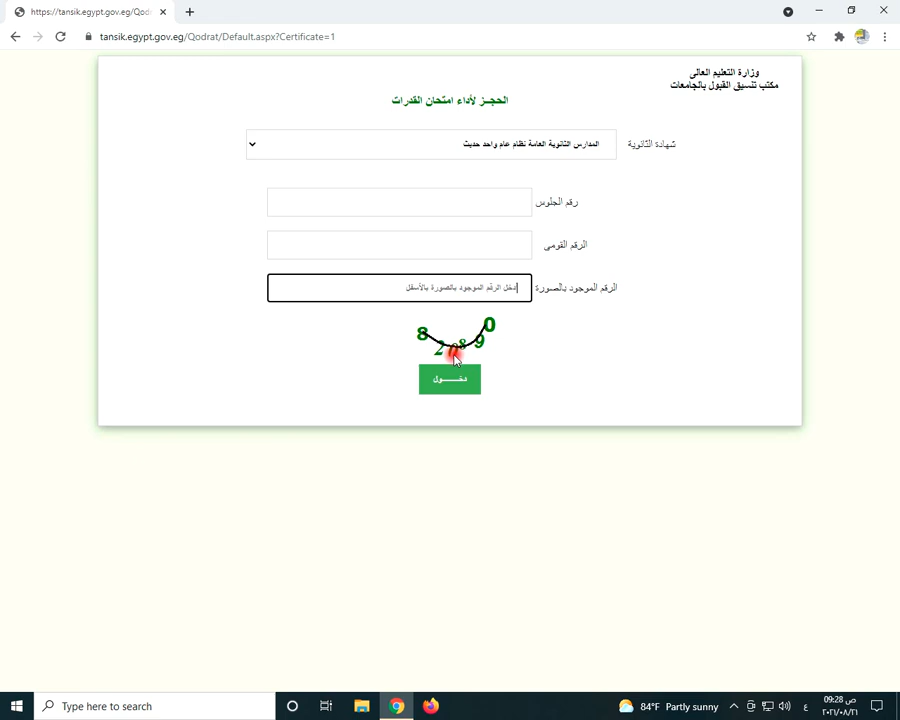 https://tansik.egypt.gov.eg/Qod
tansik.egypt.gov.eg/Qodrat/Default.aspx?Certificate=1
وزارة التعليم العالى
مكتب تنسيق القبول بالجامعات
الحجـز لأداء امتحان القدرات
شهادة الثانوية
المدارس الثانوية العامة نظام عام واحد حديث
رقم الجلوس
الرقم القومى
الرقم الموجود بالصورة
دخل الرقم الموجود بالصورة بالأسفل
دخــــــول
Type here to search
84°F Partly sunny
ع
09:28 ص
٢٠٢١/٠٨/٢١